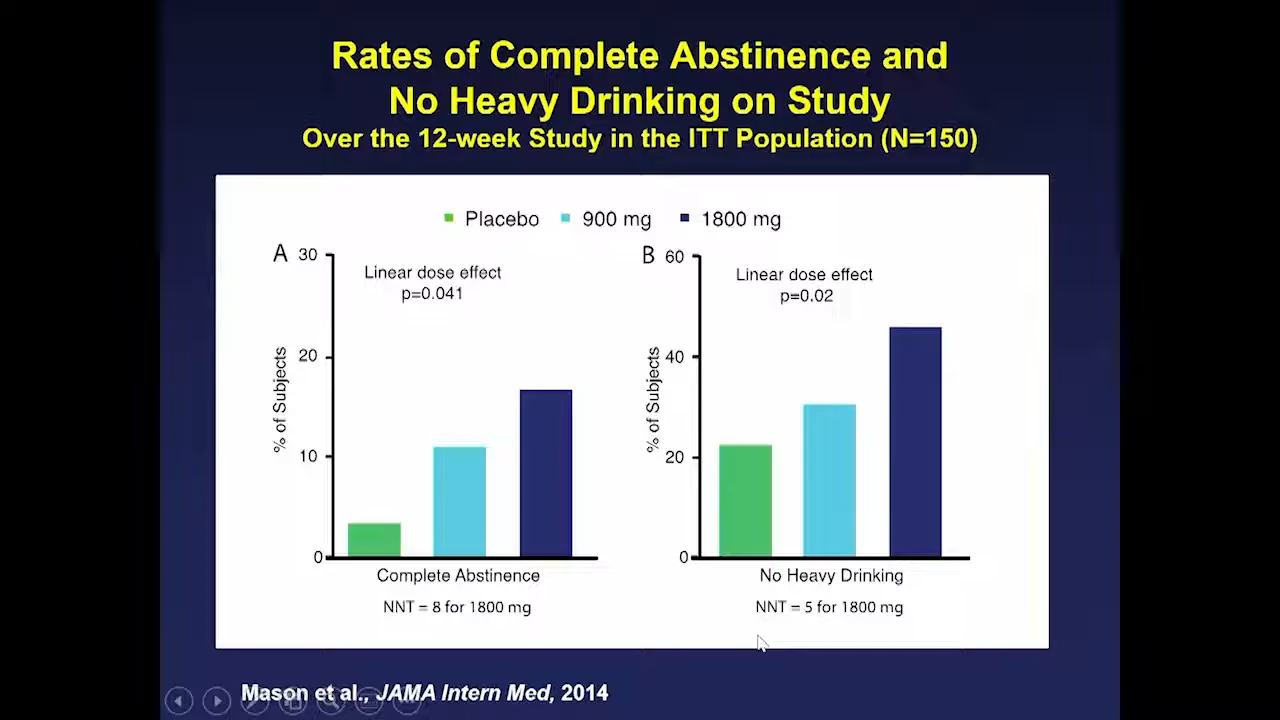 Rates of Complete Abstinence and
No Heavy Drinking on Study
Over the 12-week Study in the ITT Population (N=150)
Placebo 900 mg 1800 mg
A
30
20
10
0
% of Subjects
Linear dose effect
p=0.041
Complete Abstinence
NNT = 8 for 1800 mg
B
60
40
20
0
% of Subjects
Linear dose effect
p=0.02
No Heavy Drinking
NNT = 5 for 1800 mg
Mason et al., JAMA Intern Med, 2014